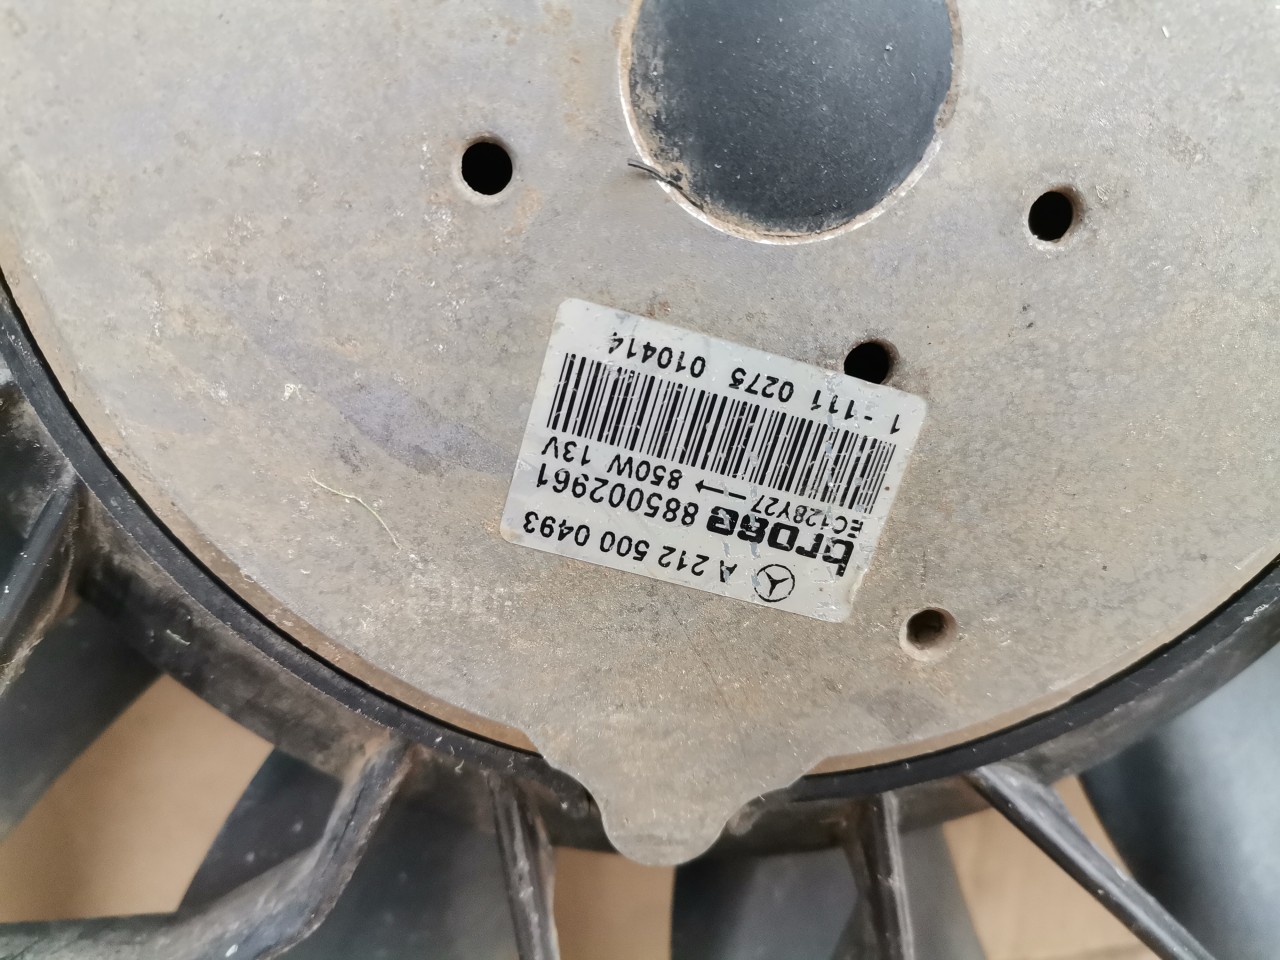 A 212 500 0493
brose 885002961
EC128Y27 — → 850W 13V
1 - 111 0275 010414